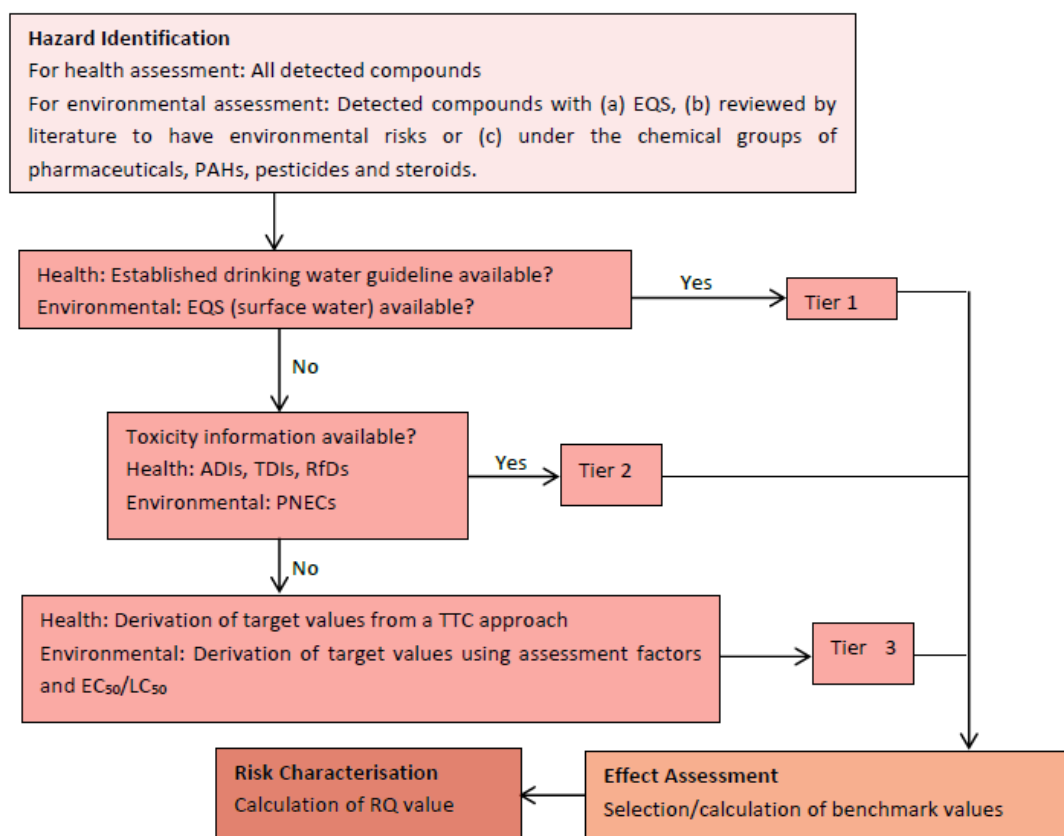 Hazard Identification
For health assessment: All detected compounds
For environmental assessment: Detected compounds with (a) EQS, (b) reviewed by
literature to have environmental risks or (c) under the chemical groups of
pharmaceuticals, PAHs, pesticides and steroids.
Health: Established drinking water guideline available?
Environmental: EQS (surface water) available?
Yes
Tier 1
No
Toxicity information available?
Health: ADIs, TDIs, RfDs
Environmental: PNECs
Yes
Tier 2
No
Health: Derivation of target values from a TTC approach
Environmental: Derivation of target values using assessment factors
and EC₅₀/LC₅₀
Tier 3
Risk Characterisation
Calculation of RQ value
Effect Assessment
Selection/calculation of benchmark values